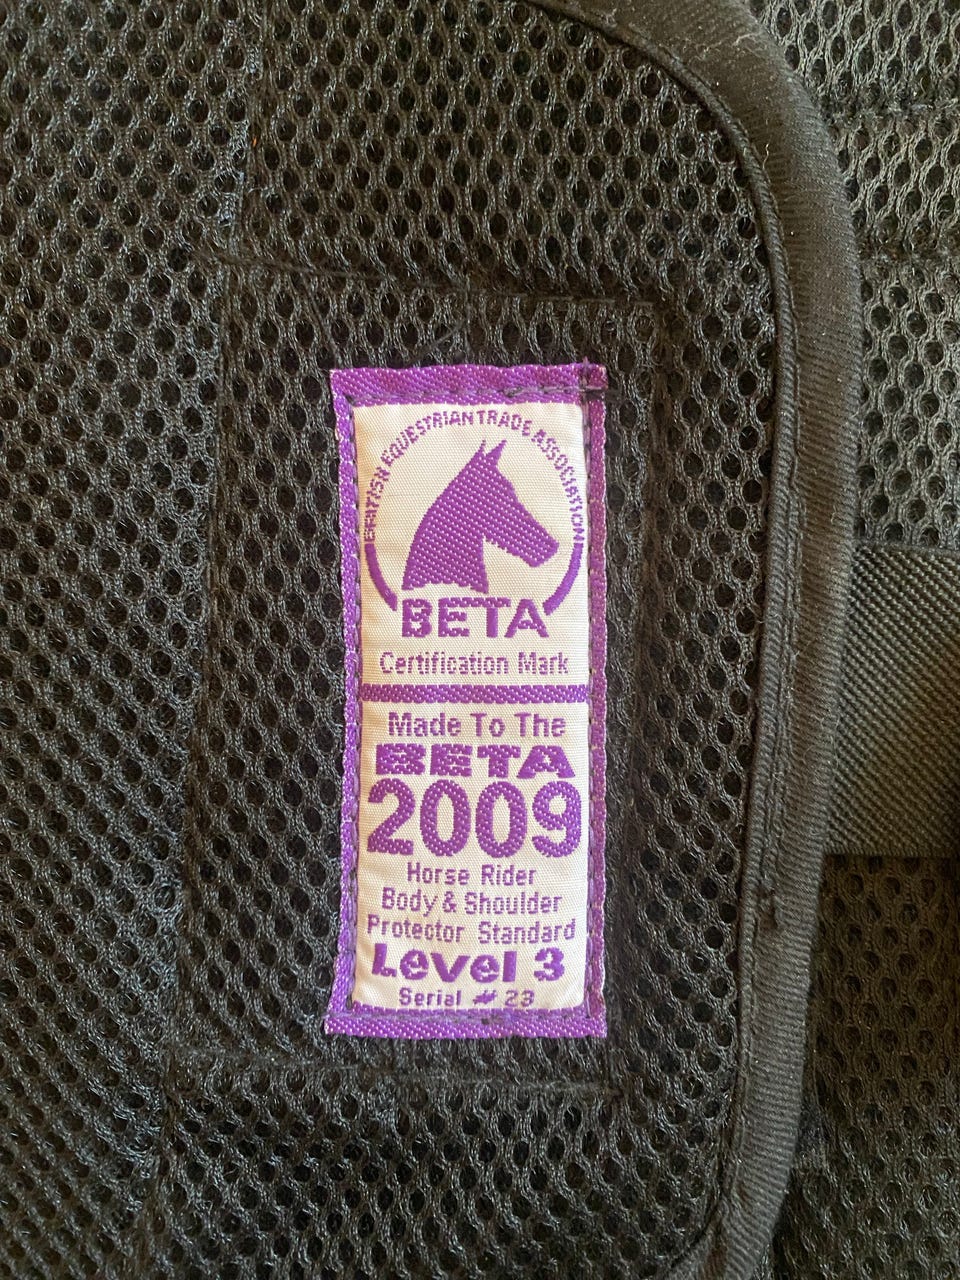 BRITISH EQUESTRIAN TRADE ASSOCIATION
BETA
Certification Mark
Made To The
BETA
2009
Horse Rider
Body & Shoulder
Protector Standard
Level 3
Serial # 23